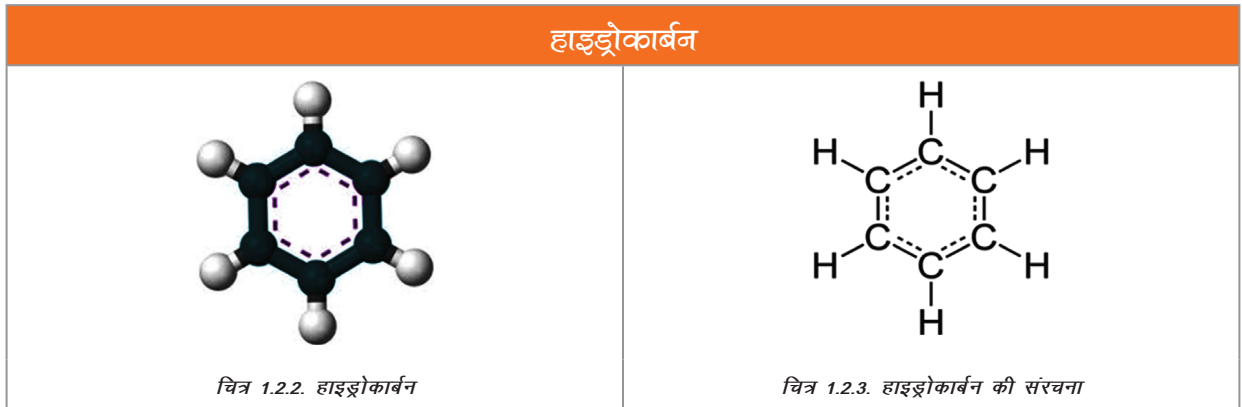 हाइड्रोकार्बन
H
H H
C
C C
C C
C
H H
H
चित्र 1.2.2. हाइड्रोकार्बन
चित्र 1.2.3. हाइड्रोकार्बन की संरचना